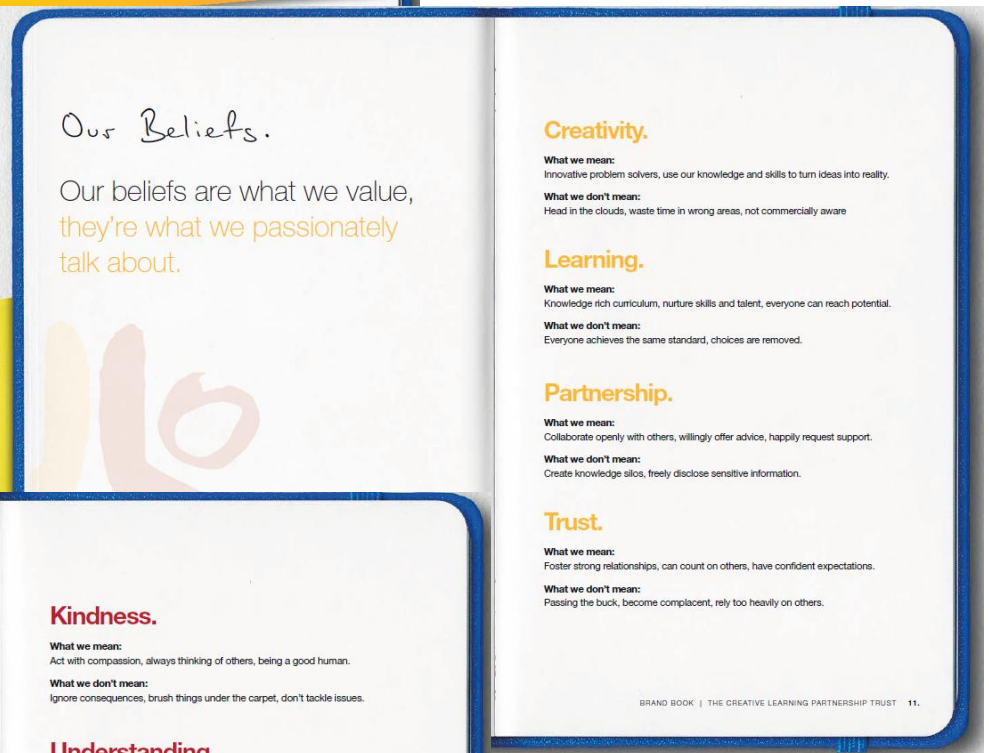 Our Beliefs.
Our beliefs are what we value,
they're what we passionately
talk about.
Creativity.
What we mean:
Innovative problem solvers, use our knowledge and skills to turn ideas into reality.
What we don't mean:
Head in the clouds, waste time in wrong areas, not commercially aware
Learning.
What we mean:
Knowledge rich curriculum, nurture skills and talent, everyone can reach potential.
What we don't mean:
Everyone achieves the same standard, choices are removed.
Partnership.
What we mean:
Collaborate openly with others, willingly offer advice, happily request support.
What we don't mean:
Create knowledge silos, freely disclose sensitive information.
Trust.
What we mean:
Foster strong relationships, can count on others, have confident expectations.
What we don't mean:
Passing the buck, become complacent, rely too heavily on others.
BRAND BOOK | THE CREATIVE LEARNING PARTNERSHIP TRUST 11.
Kindness.
What we mean:
Act with compassion, always thinking of others, being a good human.
What we don't mean:
Ignore consequences, brush things under the carpet, don't tackle issues.
Understanding